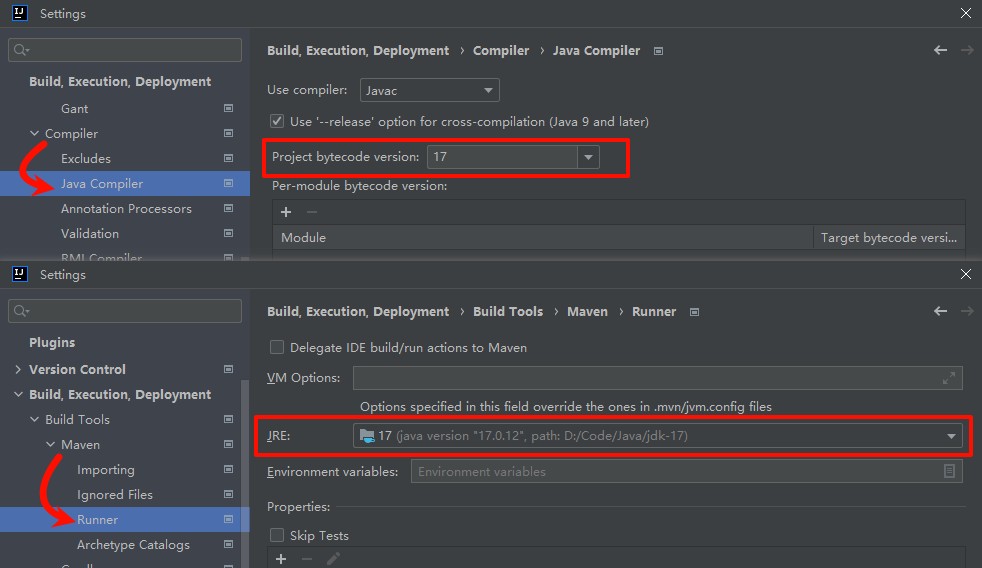 IJ Settings
Build, Execution, Deployment › Compiler › Java Compiler
Build, Execution, Deployment
Use compiler: Javac
Gant
Use '--release' option for cross-compilation (Java 9 and later)
Compiler
Project bytecode version: 17
Excludes
Java Compiler
Per-module bytecode version:
Annotation Processors
Validation
Module Target bytecode versi...
RMI Compiler
IJ Settings
Build, Execution, Deployment › Build Tools › Maven › Runner
Plugins
Delegate IDE build/run actions to Maven
Version Control
VM Options:
Build, Execution, Deployment
Options specified in this field override the ones in .mvn/jvm.config files
Build Tools
JRE: 17 (java version "17.0.12", path: D:/Code/Java/jdk-17)
Maven
Importing
Environment variables: Environment variables
Ignored Files
Properties:
Runner
Skip Tests
Archetype Catalogs